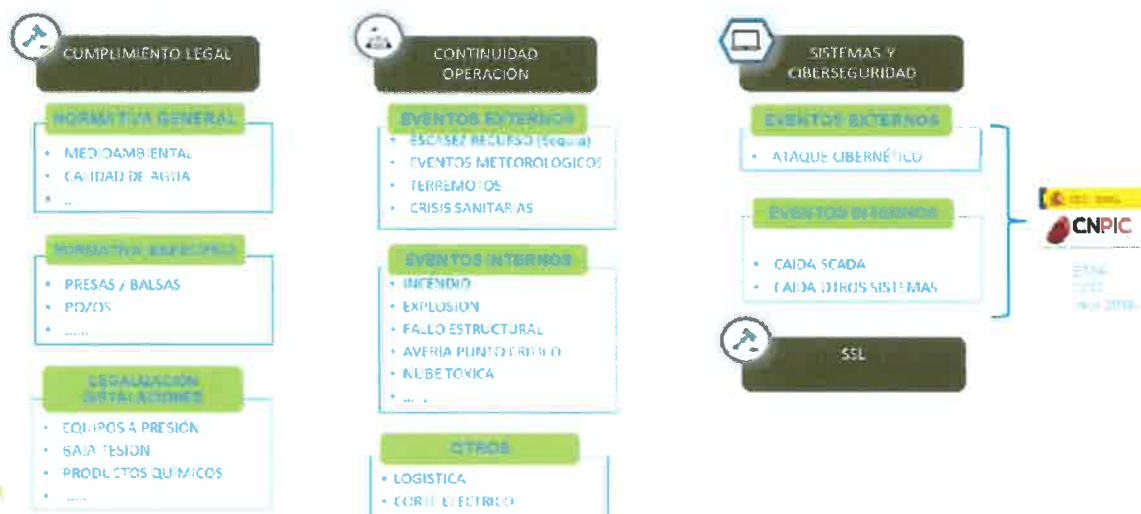 CUMPLIMIENTO LEGAL
NORMATIVA GENERAL
• MEDIOAMBIENTAL
• CALIDAD DE AGUA
• ....
NORMATIVA ESPECIFICA
• PRESAS / BALSAS
• POZOS
• ......
LEGALIZACIÓN
INSTALACIONES
• EQUIPOS A PRESIÓN
• BAJA TESION
• PRODUCTOS QUIMICOS
• ......
CONTINUIDAD
OPERACIÓN
EVENTOS EXTERNOS
• ESCASEZ RECURSO (Sequia)
• EVENTOS METEOROLOGICOS
• TERREMOTOS
• CRISIS SANITARIAS
EVENTOS INTERNOS
• INCENDIO
• EXPLOSION
• FALLO ESTRUCTURAL
• AVERIA PUNTO CRITICO
• NUBE TOXICA
• ......
OTROS
• LOGISTICA
• CORTE ELECTRICO
SISTEMAS Y
CIBERSEGURIDAD
EVENTOS EXTERNOS
• ATAQUE CIBERNÉTICO
EVENTOS INTERNOS
• CAIDA SCADA
• CAIDA OTROS SISTEMAS
CNPIC
SSL